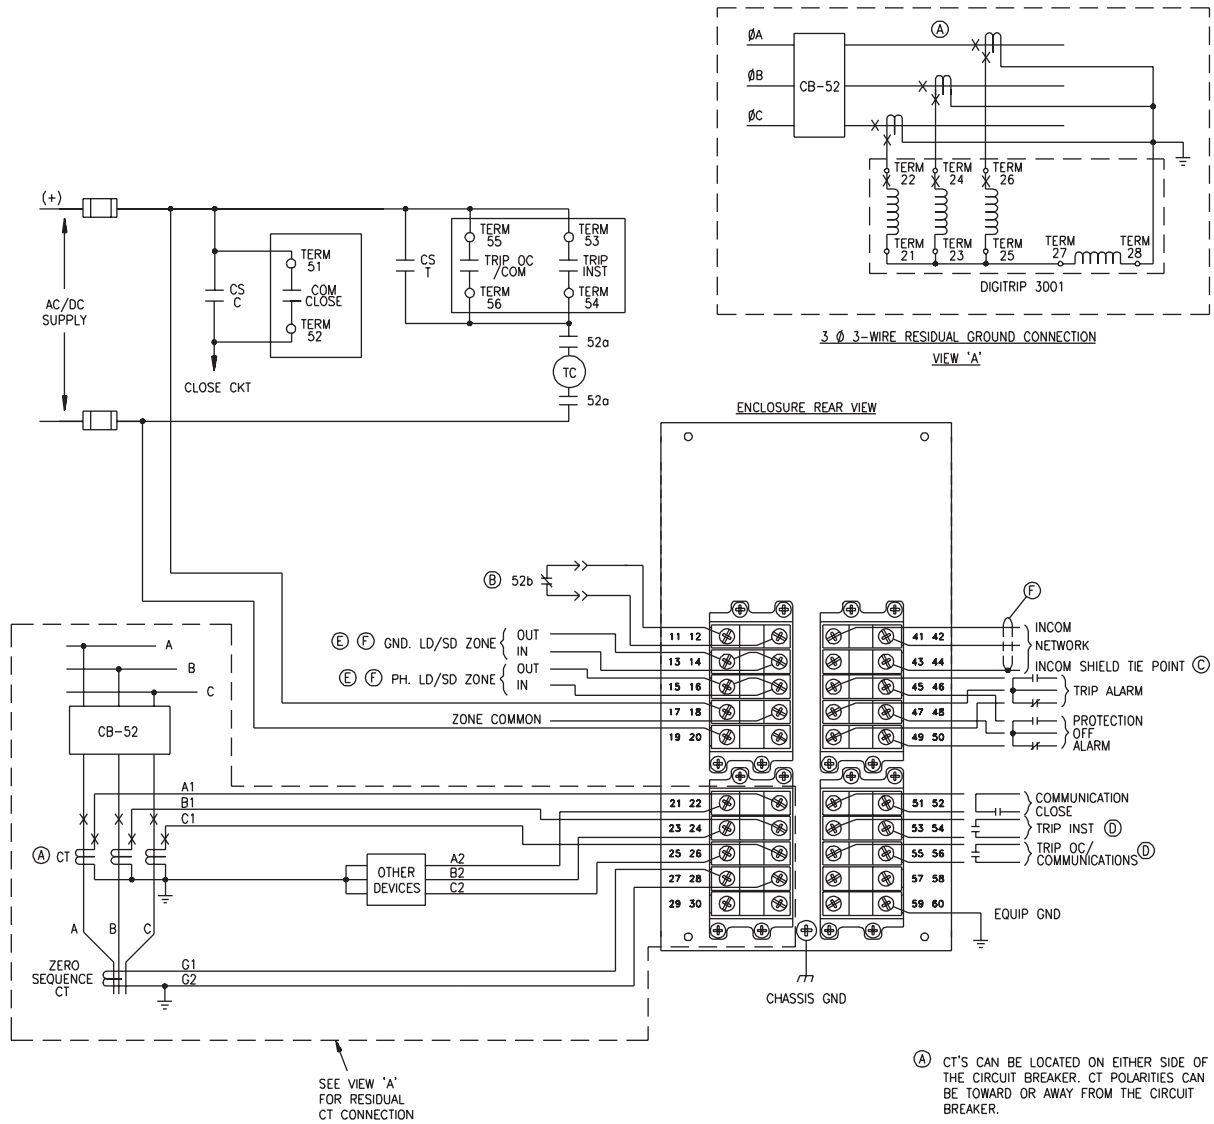 ØA
A
ØB
CB-52
ØC
TERM 22
TERM 24
TERM 26
TERM 21
TERM 23
TERM 25
TERM 27
TERM 28
DIGITRIP 3001
3 Ø 3-WIRE RESIDUAL GROUND CONNECTION
VIEW 'A'
(+)
AC/DC
SUPPLY
CS
C
TERM
51
COM
CLOSE
TERM
52
CLOSE CKT
CS
T
TERM
55
TRIP OC
/COM
TERM
56
TERM
53
TRIP
INST
TERM
54
52a
TC
52a
ENCLOSURE REAR VIEW
B 52b
E F GND. LD/SD ZONE
OUT
IN
E F PH. LD/SD ZONE
OUT
IN
ZONE COMMON
11 12
13 14
15 16
17 18
19 20
21 22
23 24
25 26
27 28
29 30
41 42
43 44
45 46
47 48
49 50
51 52
53 54
55 56
57 58
59 60
F
INCOM
NETWORK
INCOM SHIELD TIE POINT C
TRIP ALARM
PROTECTION
OFF
ALARM
COMMUNICATION
CLOSE
TRIP INST D
TRIP OC/
COMMUNICATIONS D
EQUIP GND
CHASSIS GND
A
B
C
CB-52
A1
B1
C1
A CT
OTHER
DEVICES
A2
B2
C2
A
B
C
ZERO
SEQUENCE
CT
G1
G2
SEE VIEW 'A'
FOR RESIDUAL
CT CONNECTION
A CT'S CAN BE LOCATED ON EITHER SIDE OF
THE CIRCUIT BREAKER. CT POLARITIES CAN
BE TOWARD OR AWAY FROM THE CIRCUIT
BREAKER.